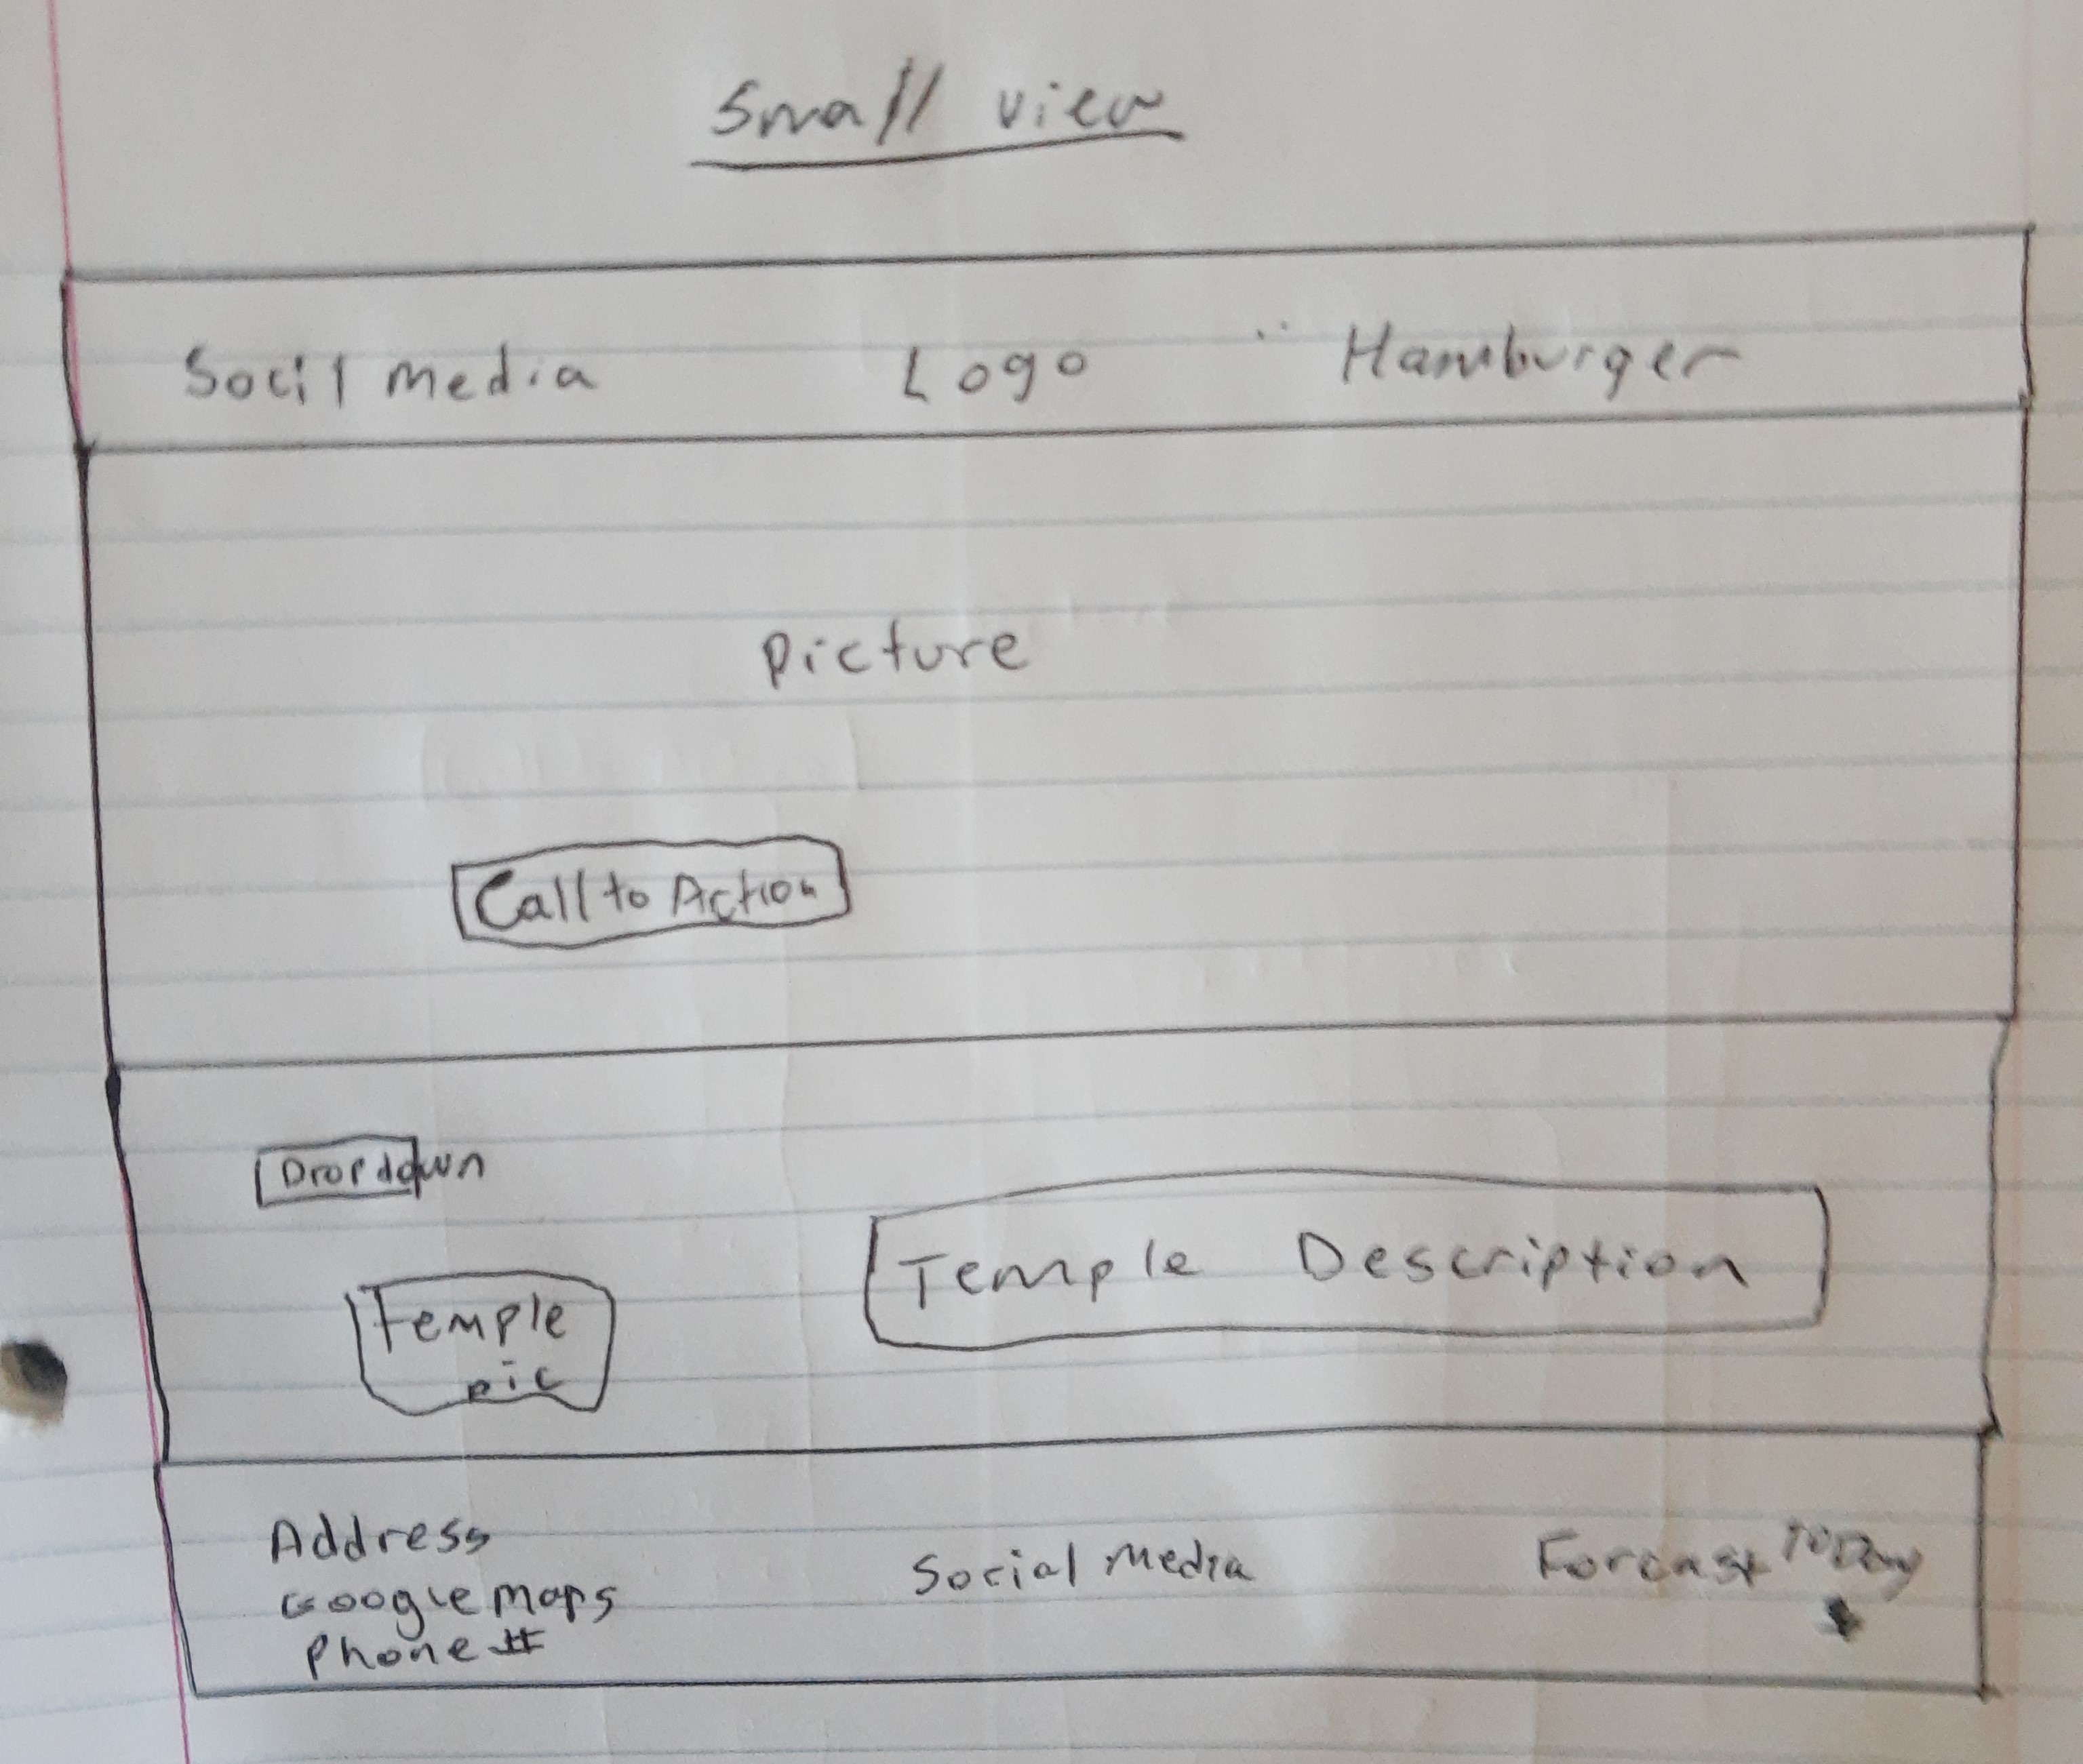 Small view
Socil media Logo Hamburger
picture
Call to Action
Dropdown
Temple Description
Temple
pic
Address
Google maps
Phone #
Social Media
Forcast